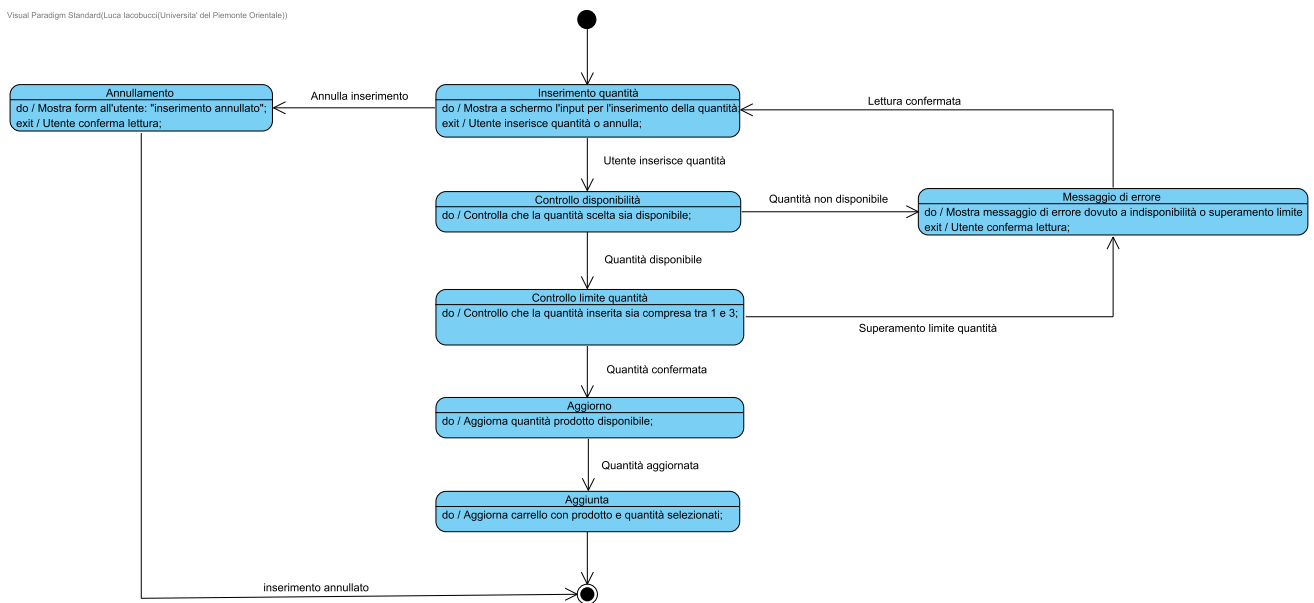 Visual Paradigm Standard(Luca Iacobucci(Universita' del Piemonte Orientale))
Annullamento
do / Mostra form all'utente: "inserimento annullato";
exit / Utente conferma lettura;
Annulla inserimento
Inserimento quantità
do / Mostra a schermo l'input per l'inserimento della quantità;
exit / Utente inserisce quantità o annulla;
Lettura confermata
Utente inserisce quantità
Controllo disponibilità
do / Controlla che la quantità scelta sia disponibile;
Quantità non disponibile
Messaggio di errore
do / Mostra messaggio di errore dovuto a indisponibilità o superamento limite
exit / Utente conferma lettura;
Quantità disponibile
Controllo limite quantità
do / Controllo che la quantità inserita sia compresa tra 1 e 3;
Superamento limite quantità
Quantità confermata
Aggiorno
do / Aggiorna quantità prodotto disponibile;
Quantità aggiornata
Aggiunta
do / Aggiorna carrello con prodotto e quantità selezionati;
inserimento annullato